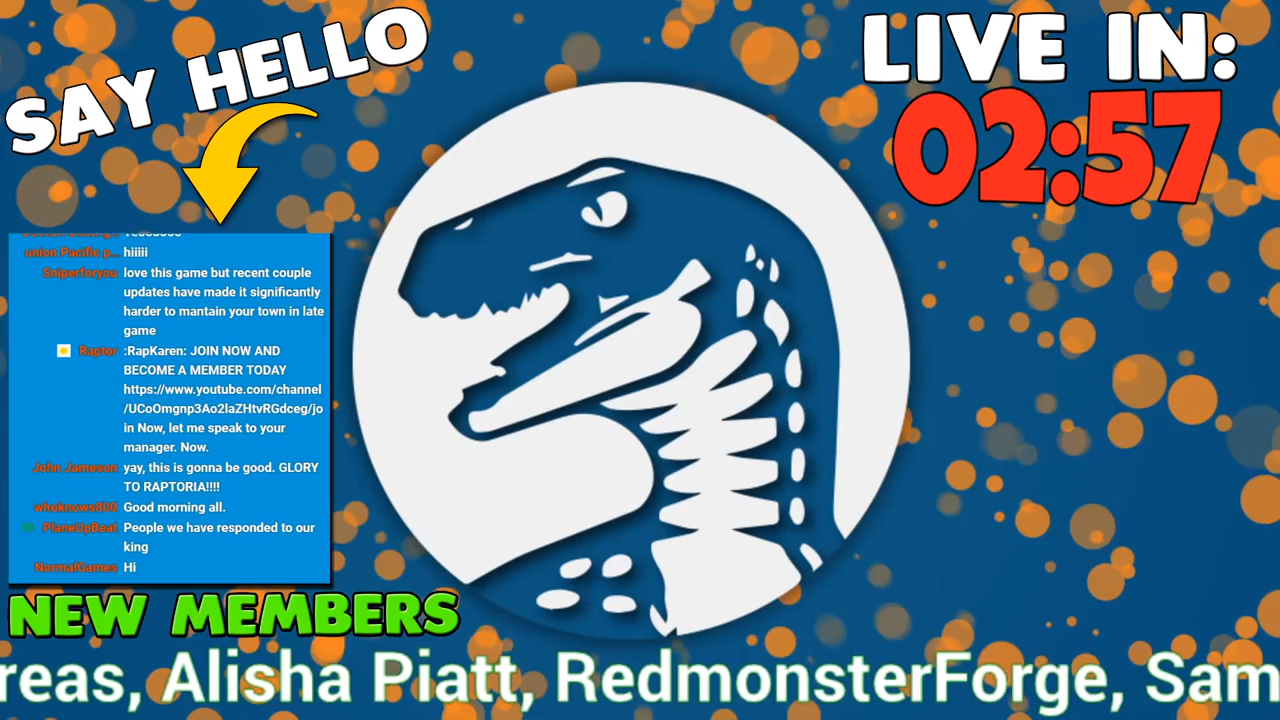 SAY HELLO
LIVE IN:
02:57
union Pacific p... hiiiii
Sniperforyou love this game but recent couple
updates have made it significantly
harder to mantain your town in late
game
Raptor :RapKaren: JOIN NOW AND
BECOME A MEMBER TODAY
https://www.youtube.com/channel
/UCoOmgnp3Ao2laZHtvRGdceg/jo
in Now, let me speak to your
manager. Now.
John Jameson yay, this is gonna be good. GLORY
TO RAPTORIA!!!!
whoknows800 Good morning all.
PlaneUpBeat People we have responded to our
king
NormalGames Hi
NEW MEMBERS
reas, Alisha Piatt, RedmonsterForge, Sam